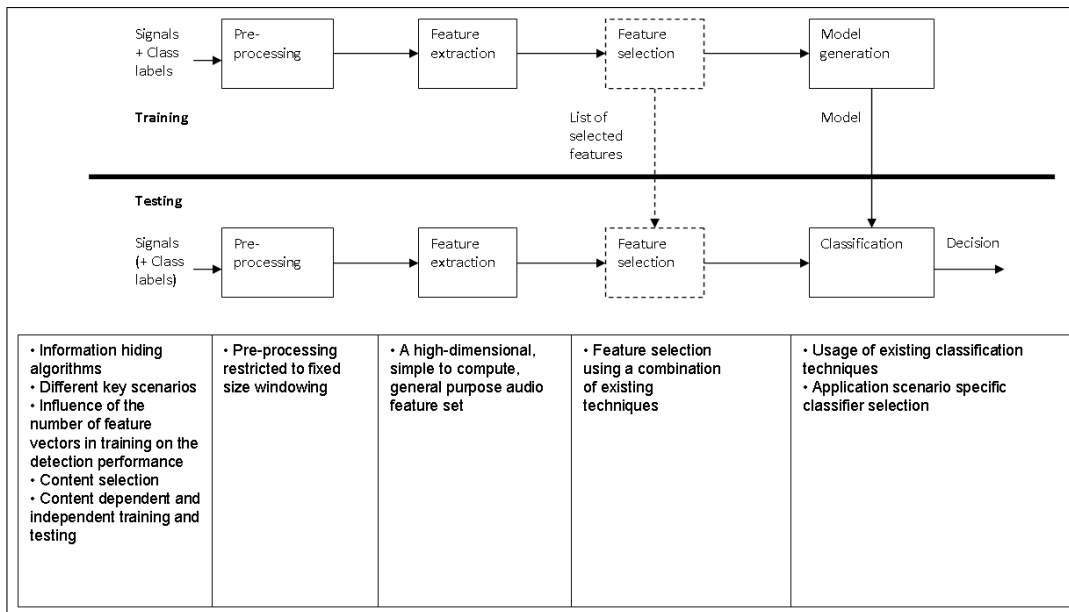 Signals
+ Class
labels
Pre-
processing
Feature
extraction
Feature
selection
Model
generation
Training
List of
selected
features
Model
Testing
Signals
(+ Class
labels)
Pre-
processing
Feature
extraction
Feature
selection
Classification
Decision
• Information hiding
algorithms
• Different key scenarios
• Influence of the
number of feature
vectors in training on the
detection performance
• Content selection
• Content dependent and
independent training and
testing
• Pre-processing
restricted to fixed
size windowing
• A high-dimensional,
simple to compute,
general purpose audio
feature set
• Feature selection
using a combination
of existing
techniques
• Usage of existing classification
techniques
• Application scenario specific
classifier selection